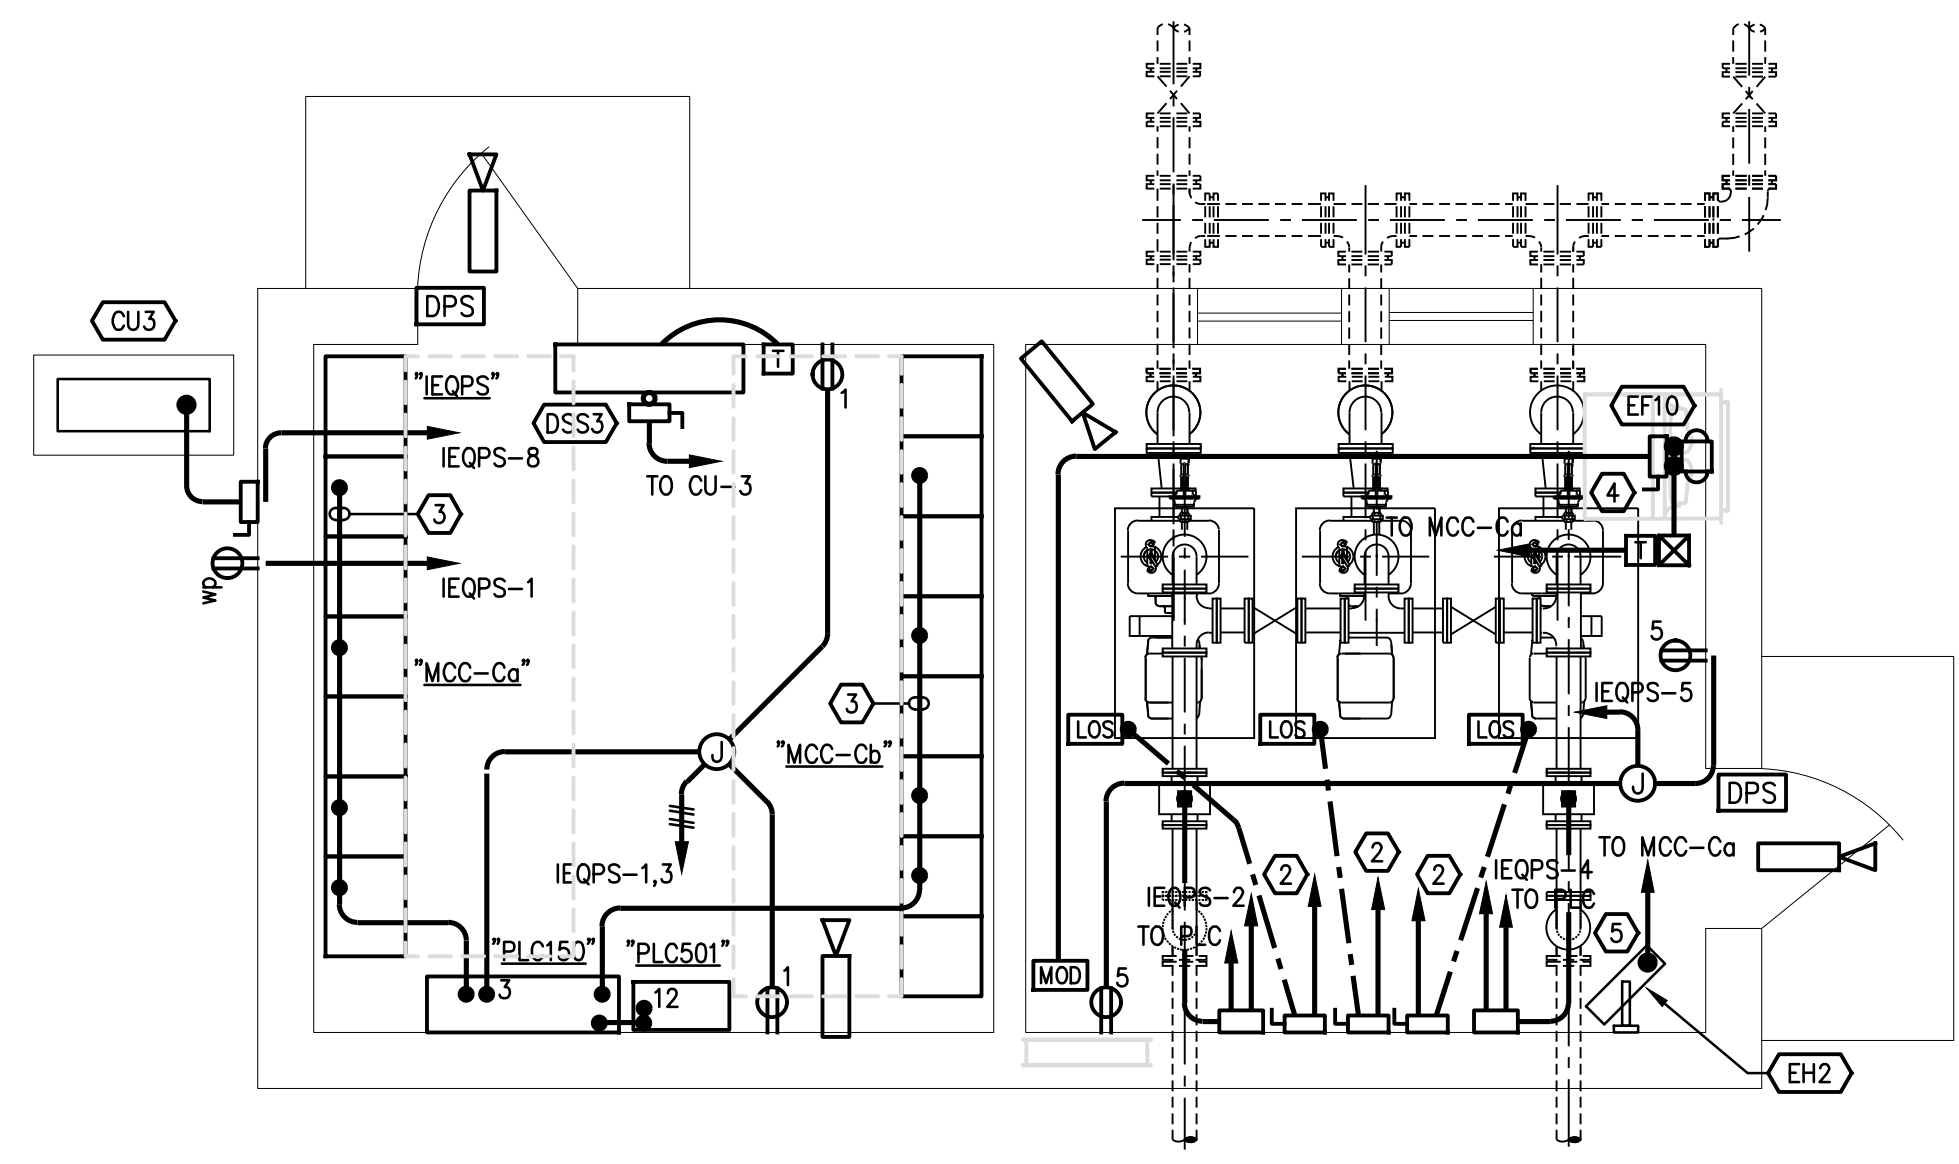 DPS
CU3
"IEQPS"
IEQPS-8
DSS3
T
1
TO CU-3
3
wp
IEQPS-1
"MCC-Ca"
3
"MCC-Cb"
J
IEQPS-1,3
"PLC150"
"PLC501"
3
12
1
EF10
4
TO MCC-Ca
T
5
IEQPS-5
LOS
LOS
LOS
J
DPS
TO MCC-Ca
2
2
2
IEQPS-4
TO PLC
IEQPS-2
TO PLC
5
MOD
5
EH2